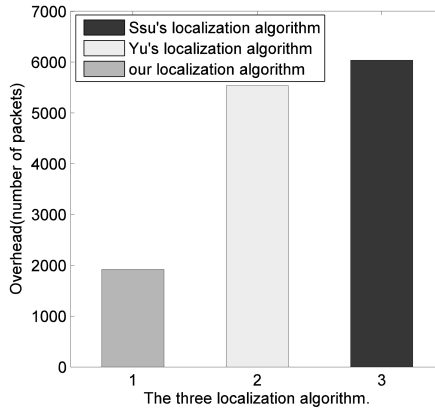 7000
6000
5000
4000
3000
2000
1000
0
Overhead(number of packets)
Ssu's localization algorithm
Yu's localization algorithm
our localization algorithm
1 2 3
The three localization algorithm.